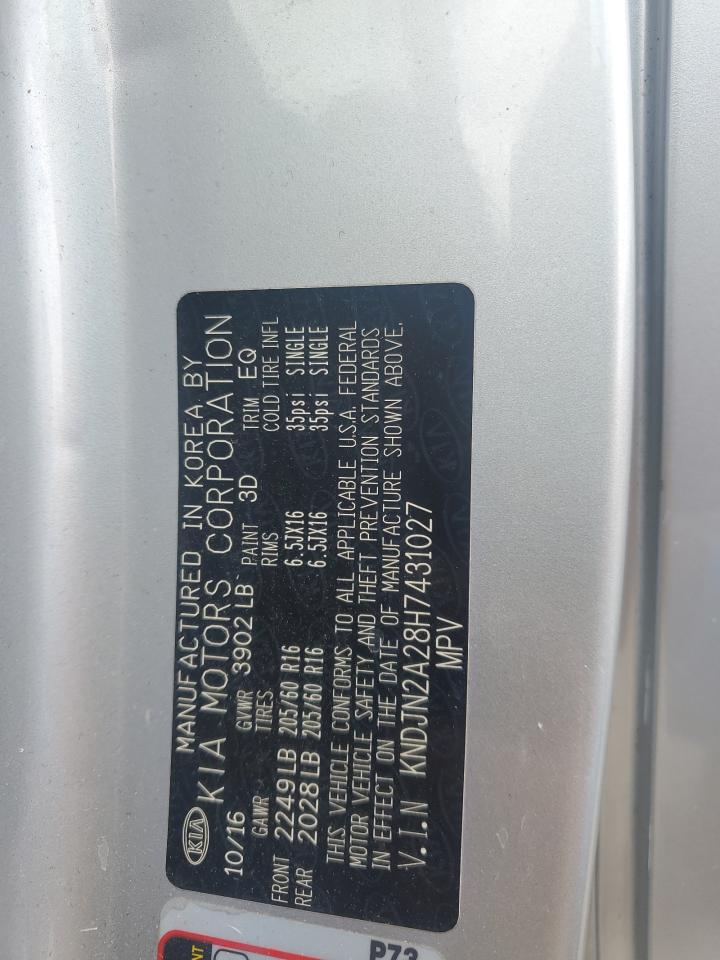 KIA MANUFACTURED IN KOREA BY
KIA MOTORS CORPORATION
10/16 GVWR 3902LB PAINT 3D TRIM EQ
GAWR TIRES RIMS COLD TIRE INFL
FRONT 2249LB 205/60 R16 6.5JX16 35psi SINGLE
REAR 2028LB 205/60 R16 6.5JX16 35psi SINGLE
THIS VEHICLE CONFORMS TO ALL APPLICABLE U.S.A. FEDERAL
MOTOR VEHICLE SAFETY AND THEFT PREVENTION STANDARDS
IN EFFECT ON THE DATE OF MANUFACTURE SHOWN ABOVE.
V.I.N KNDJN2A28H7431027
MPV